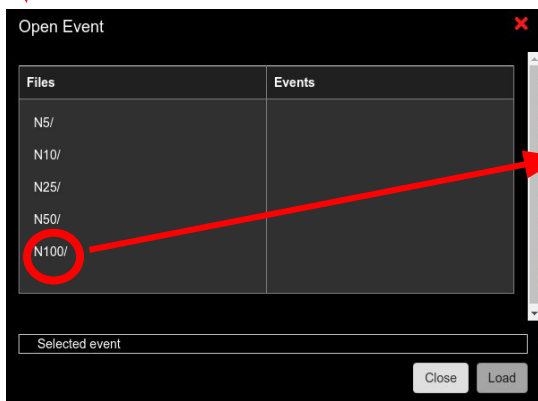 Open Event
Files Events
N5/
N10/
N25/
N50/
N100/
Selected event
Close Load